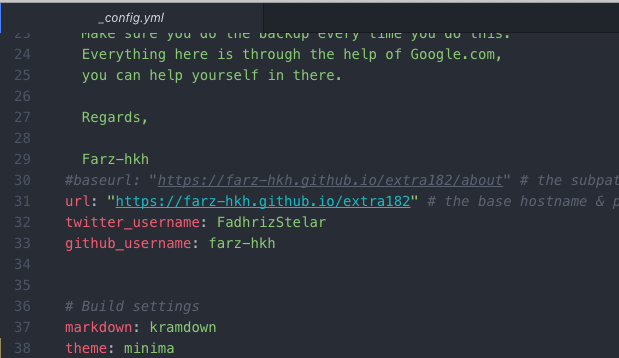 _config.yml
23 Make sure you do the backup every time you do this.
24 Everything here is through the help of Google.com,
25 you can help yourself in there.
26
27 Regards,
28
29 Farz-hkh
30 #baseurl: "https://farz-hkh.github.io/extra182/about" # the subpat
31 url: "https://farz-hkh.github.io/extra182" # the base hostname & p
32 twitter_username: FadhrizStelar
33 github_username: farz-hkh
34
35
36 # Build settings
37 markdown: kramdown
38 theme: minima